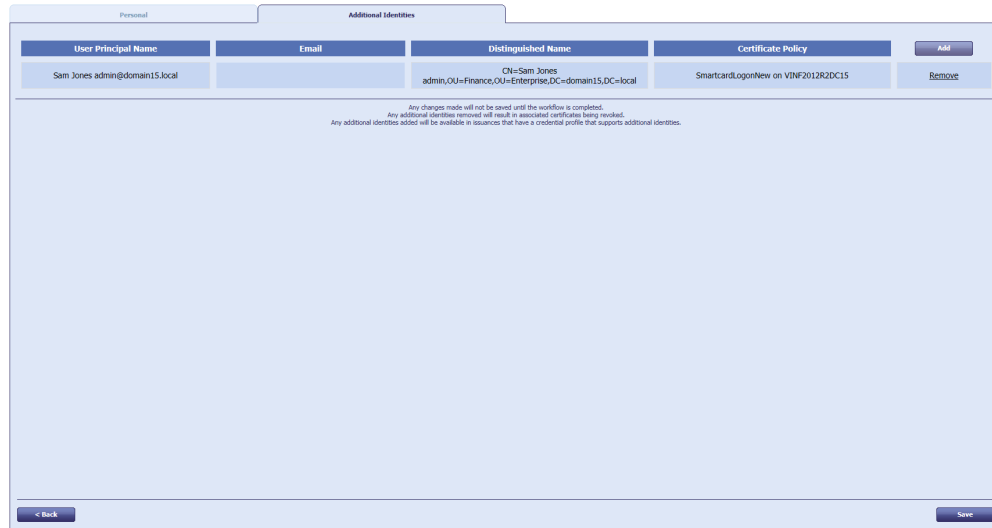 Personal
Additional Identities
User Principal Name
Email
Distinguished Name
Certificate Policy
Add
Sam Jones admin@domain15.local
CN=Sam Jones
admin,OU=Finance,OU=Enterprise,DC=domain15,DC=local
SmartcardLogonNew on VINF2012R2DC15
Remove
Any changes made will not be saved until the workflow is completed.
Any additional identities removed will result in associated certificates being revoked.
Any additional identities added will be available in issuances that have a credential profile that supports additional identities.
< Back
Save